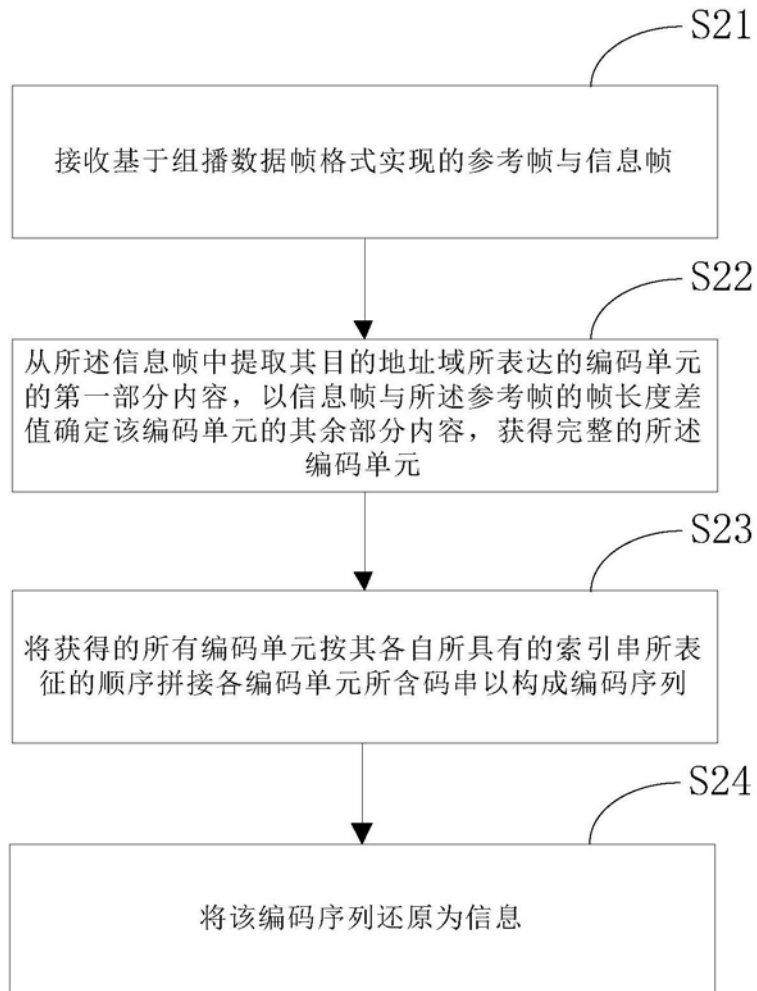 S21
接收基于组播数据帧格式实现的参考帧与信息帧
S22
从所述信息帧中提取其目的地址域所表达的编码单元
的第一部分内容，以信息帧与所述参考帧的帧长度差
值确定该编码单元的其余部分内容，获得完整的所述
编码单元
S23
将获得的所有编码单元按其各自所具有的索引串所表
征的顺序拼接各编码单元所含码串以构成编码序列
S24
将该编码序列还原为信息